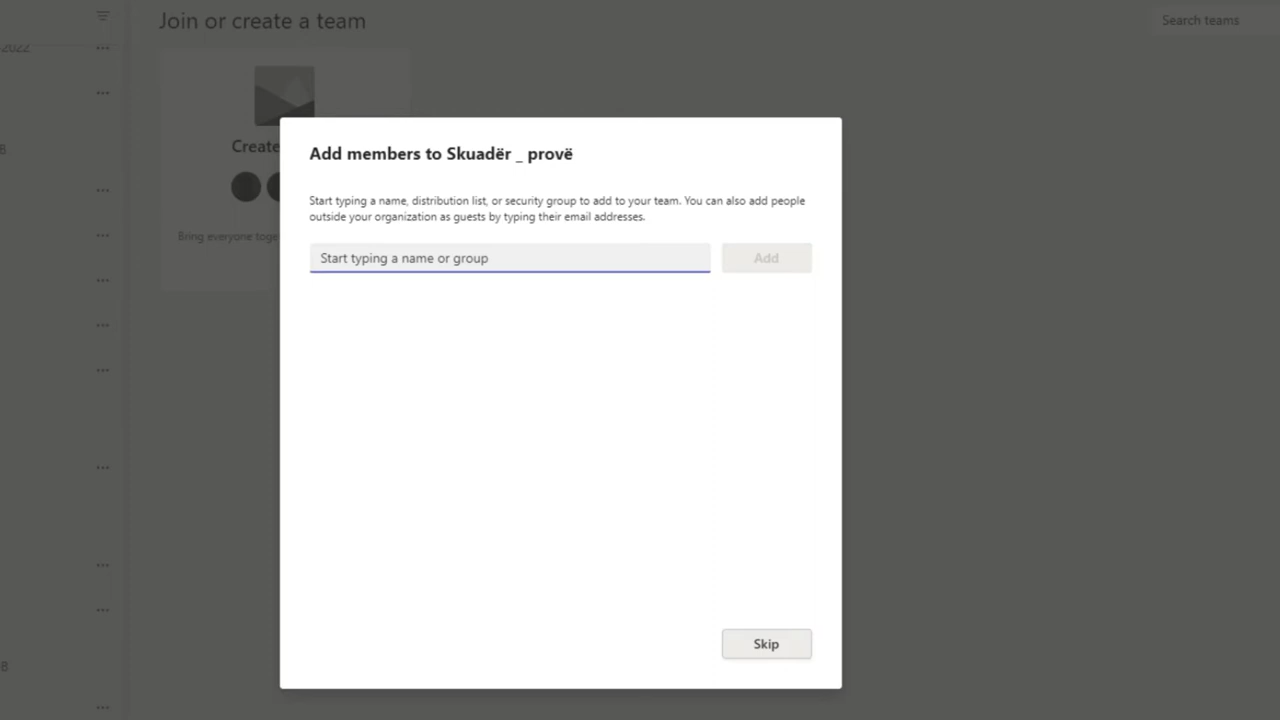 Join or create a team
Search teams
2022
Create
B
Bring everyone toge
Add members to Skuadër _ provë
Start typing a name, distribution list, or security group to add to your team. You can also add people
outside your organization as guests by typing their email addresses.
Start typing a name or group
Add
Skip
B